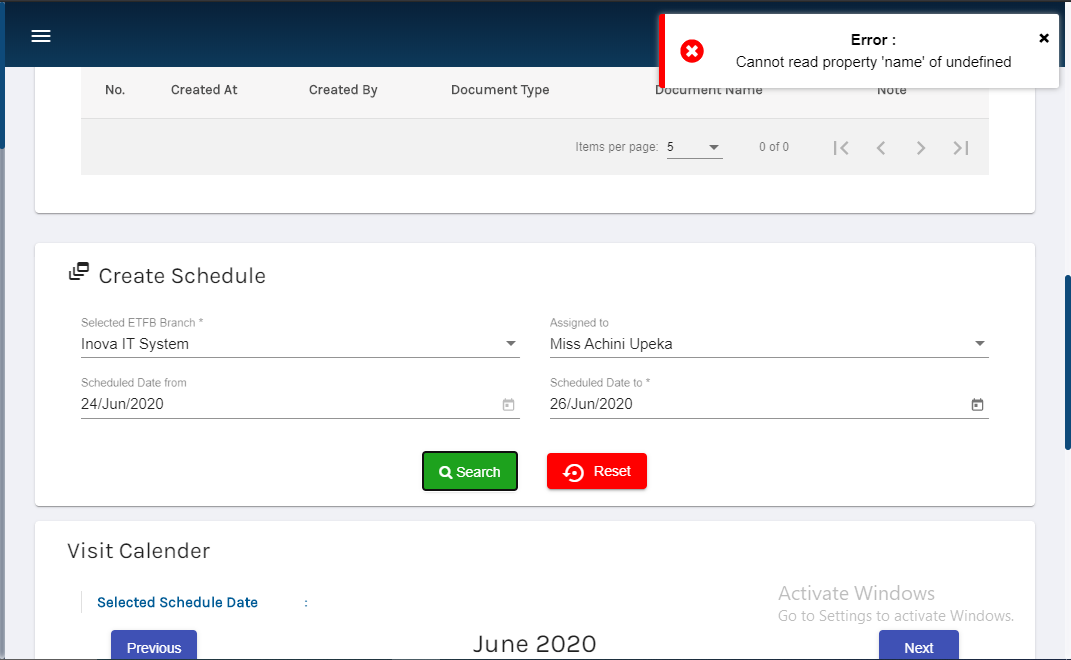 Error :
Cannot read property 'name' of undefined
No. Created At Created By Document Type Document Name Note
Items per page: 5 0 of 0
Create Schedule
Selected ETFB Branch * Assigned to
Inova IT System Miss Achini Upeka
Scheduled Date from Scheduled Date to *
24/Jun/2020 26/Jun/2020
Search Reset
Visit Calender
Activate Windows
Selected Schedule Date :
Go to Settings to activate Windows.
Previous June 2020 Next